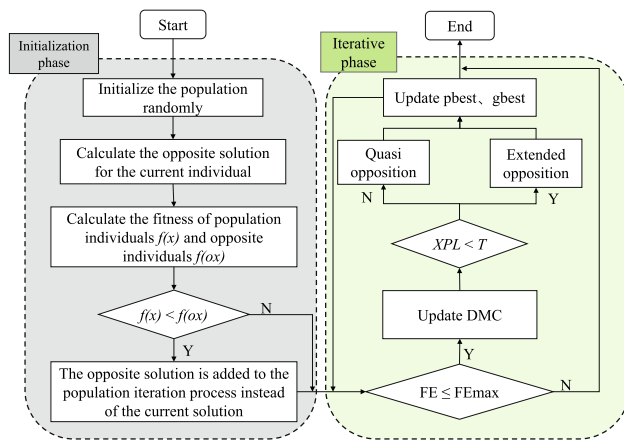 Start
Initialization
phase
Initialize the population
randomly
Calculate the opposite solution
for the current individual
Calculate the fitness of population
individuals f(x) and opposite
individuals f(ox)
f(x) < f(ox)
N
Y
The opposite solution is added to the
population iteration process instead
of the current solution
End
Iterative
phase
Update pbest、gbest
Quasi
opposition
Extended
opposition
N
Y
XPL < T
Update DMC
Y
FE ≤ FEmax
N